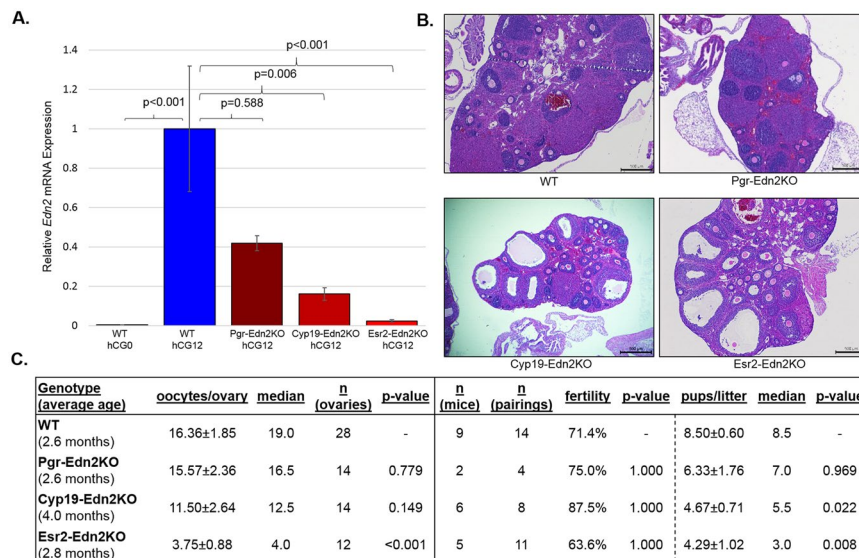 A.
Relative Edn2 mRNA Expression
1.4
1.2
1
0.8
0.6
0.4
0.2
0
p<0.001
p=0.006
p<0.001
p=0.588
WT
hCG0
WT
hCG12
Pgr-Edn2KO
hCG12
Cyp19-Edn2KO
hCG12
Esr2-Edn2KO
hCG12
B.
WT
Pgr-Edn2KO
Cyp19-Edn2KO
Esr2-Edn2KO
C.
Genotype (average age) oocytes/ovary median n (ovaries) p-value n (mice) n (pairings) fertility p-value pups/litter median p-value
WT (2.6 months) 16.36±1.85 19.0 28 - 9 14 71.4% - 8.50±0.60 8.5 -
Pgr-Edn2KO (2.6 months) 15.57±2.36 16.5 14 0.779 2 4 75.0% 1.000 6.33±1.76 7.0 0.969
Cyp19-Edn2KO (4.0 months) 11.50±2.64 12.5 14 0.149 6 8 87.5% 1.000 4.67±0.71 5.5 0.022
Esr2-Edn2KO (2.8 months) 3.75±0.88 4.0 12 <0.001 5 11 63.6% 1.000 4.29±1.02 3.0 0.008